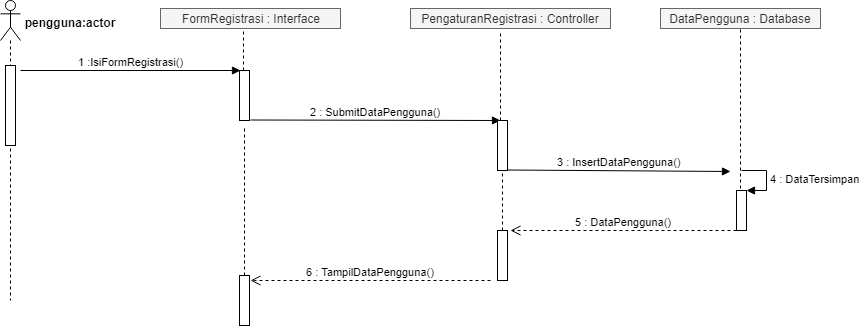 pengguna:actor
FormRegistrasi : Interface
PengaturanRegistrasi : Controller
DataPengguna : Database
1 :IsiFormRegistrasi()
2 : SubmitDataPengguna()
3 : InsertDataPengguna()
4 : DataTersimpan
5 : DataPengguna()
6 : TampilDataPengguna()